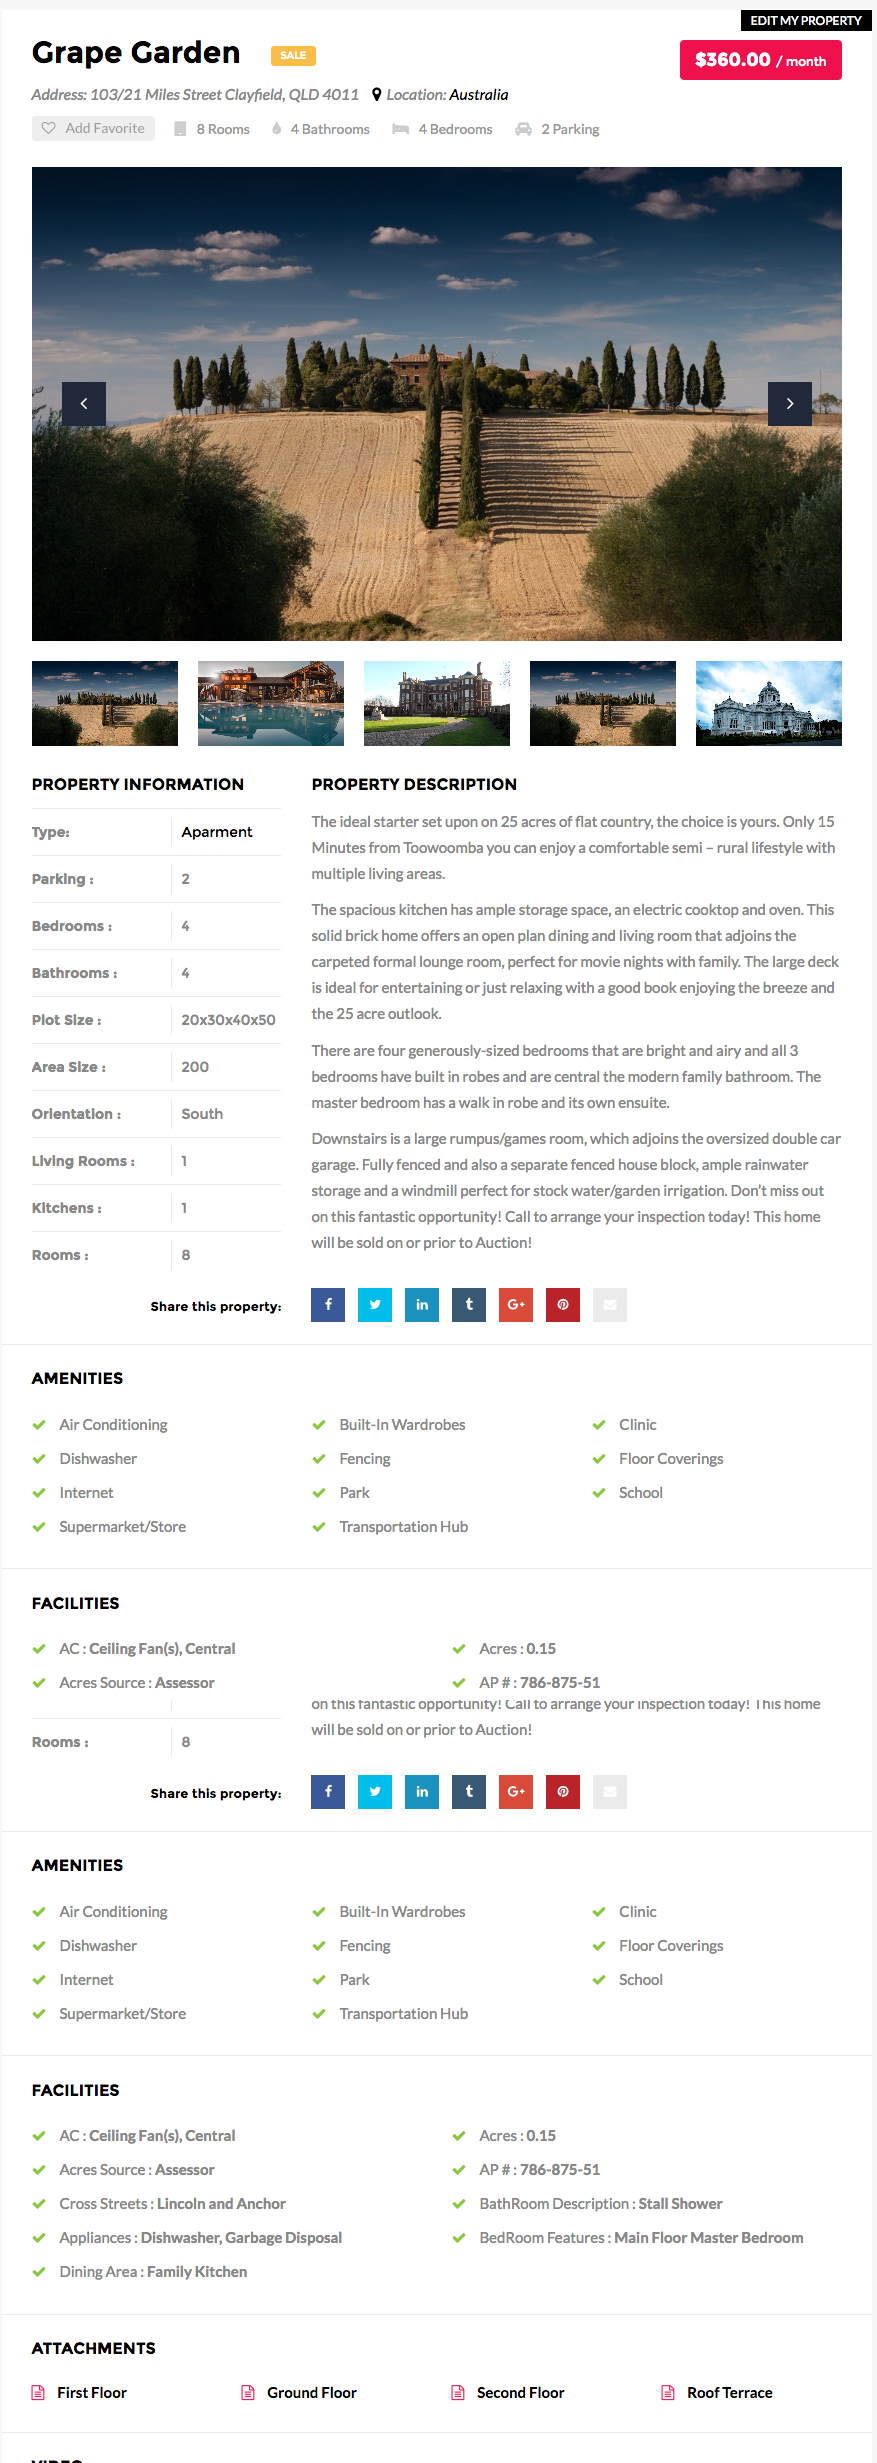 EDIT MY PROPERTY
Grape Garden SALE
$360.00 / month
Address: 103/21 Miles Street Clayfield, QLD 4011 Location: Australia
Add Favorite 8 Rooms 4 Bathrooms 4 Bedrooms 2 Parking
PROPERTY INFORMATION
Type: Aparment
Parking : 2
Bedrooms : 4
Bathrooms : 4
Plot Size : 20x30x40x50
Area Size : 200
Orientation : South
Living Rooms : 1
Kitchens : 1
Rooms : 8
PROPERTY DESCRIPTION
The ideal starter set upon on 25 acres of flat country, the choice is yours. Only 15
Minutes from Toowoomba you can enjoy a comfortable semi – rural lifestyle with
multiple living areas.
The spacious kitchen has ample storage space, an electric cooktop and oven. This
solid brick home offers an open plan dining and living room that adjoins the
carpeted formal lounge room, perfect for movie nights with family. The large deck
is ideal for entertaining or just relaxing with a good book enjoying the breeze and
the 25 acre outlook.
There are four generously-sized bedrooms that are bright and airy and all 3
bedrooms have built in robes and are central the modern family bathroom. The
master bedroom has a walk in robe and its own ensuite.
Downstairs is a large rumpus/games room, which adjoins the oversized double car
garage. Fully fenced and also a separate fenced house block, ample rainwater
storage and a windmill perfect for stock water/garden irrigation. Don’t miss out
on this fantastic opportunity! Call to arrange your inspection today! This home
will be sold on or prior to Auction!
Share this property: f in t G+
AMENITIES
Air Conditioning Built-In Wardrobes Clinic
Dishwasher Fencing Floor Coverings
Internet Park School
Supermarket/Store Transportation Hub
FACILITIES
AC : Ceiling Fan(s), Central Acres : 0.15
Acres Source : Assessor AP # : 786-875-51
on this fantastic opportunity! Call to arrange your inspection today! This home
Rooms : 8
will be sold on or prior to Auction!
Share this property: f in t G+
AMENITIES
Air Conditioning Built-In Wardrobes Clinic
Dishwasher Fencing Floor Coverings
Internet Park School
Supermarket/Store Transportation Hub
FACILITIES
AC : Ceiling Fan(s), Central Acres : 0.15
Acres Source : Assessor AP # : 786-875-51
Cross Streets : Lincoln and Anchor BathRoom Description : Stall Shower
Appliances : Dishwasher, Garbage Disposal BedRoom Features : Main Floor Master Bedroom
Dining Area : Family Kitchen
ATTACHMENTS
First Floor Ground Floor Second Floor Roof Terrace
VIDEO